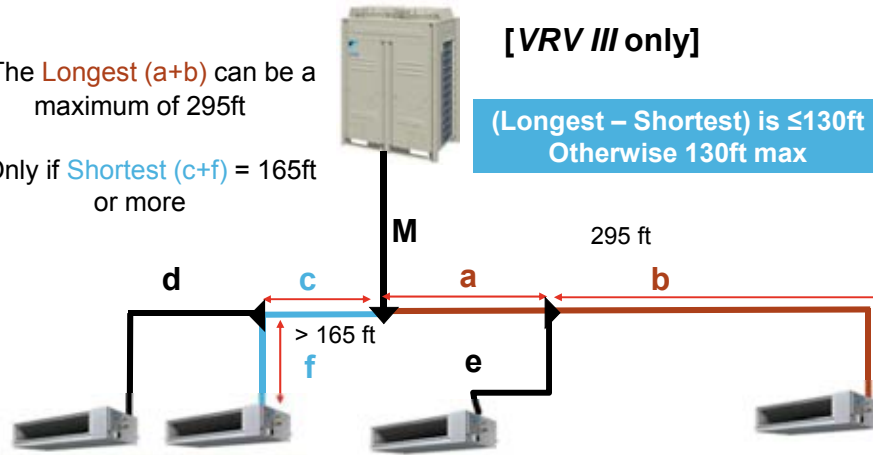 [VRV III only]
he Longest (a+b) can be a
maximum of 295ft
(Longest – Shortest) is ≤130ft
Otherwise 130ft max
Only if Shortest (c+f) = 165ft
or more
M
295 ft
d
c
a
b
> 165 ft
f
e